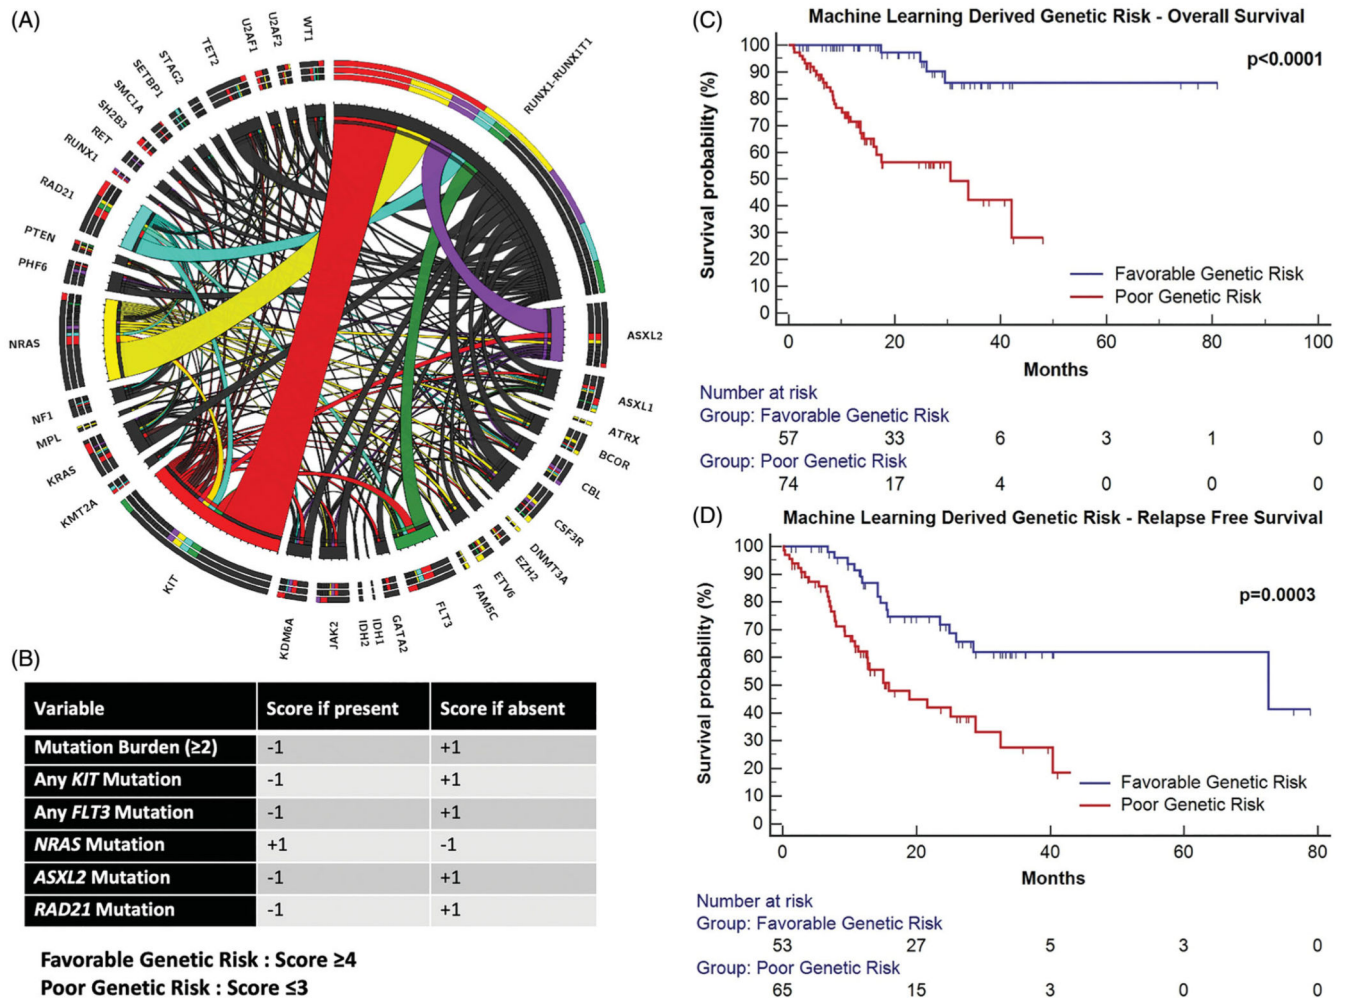 (A)
WT1
U2AF2
U2AF1
TET2
STAG2
SETBP1
SMC1A
SH2B3
RET
RUNX1
RAD21
PTEN
PHF6
NRAS
NF1
MPL
KRAS
KMT2A
KIT
KDM6A
JAK2
IDH2
IDH1
GATA2
FLT3
FAM5C
ETV6
EZH2
DNMT3A
CSF3R
CBL
BCOR
ATRX
ASXL1
ASXL2
RUNX1-RUNX1T1
(B)
Variable Score if present Score if absent
Mutation Burden (≥2) -1 +1
Any KIT Mutation -1 +1
Any FLT3 Mutation -1 +1
NRAS Mutation +1 -1
ASXL2 Mutation -1 +1
RAD21 Mutation -1 +1
Favorable Genetic Risk : Score ≥4
Poor Genetic Risk : Score ≤3
(C)
Machine Learning Derived Genetic Risk - Overall Survival
p<0.0001
Survival probability (%)
100
90
80
70
60
50
40
30
20
10
0
Favorable Genetic Risk
Poor Genetic Risk
0 20 40 60 80 100
Months
Number at risk
Group: Favorable Genetic Risk
57 33 6 3 1 0
Group: Poor Genetic Risk
74 17 4 0 0 0
(D)
Machine Learning Derived Genetic Risk - Relapse Free Survival
p=0.0003
Survival probability (%)
100
90
80
70
60
50
40
30
20
10
0
Favorable Genetic Risk
Poor Genetic Risk
0 20 40 60 80
Months
Number at risk
Group: Favorable Genetic Risk
53 27 5 3 0
Group: Poor Genetic Risk
65 15 3 0 0